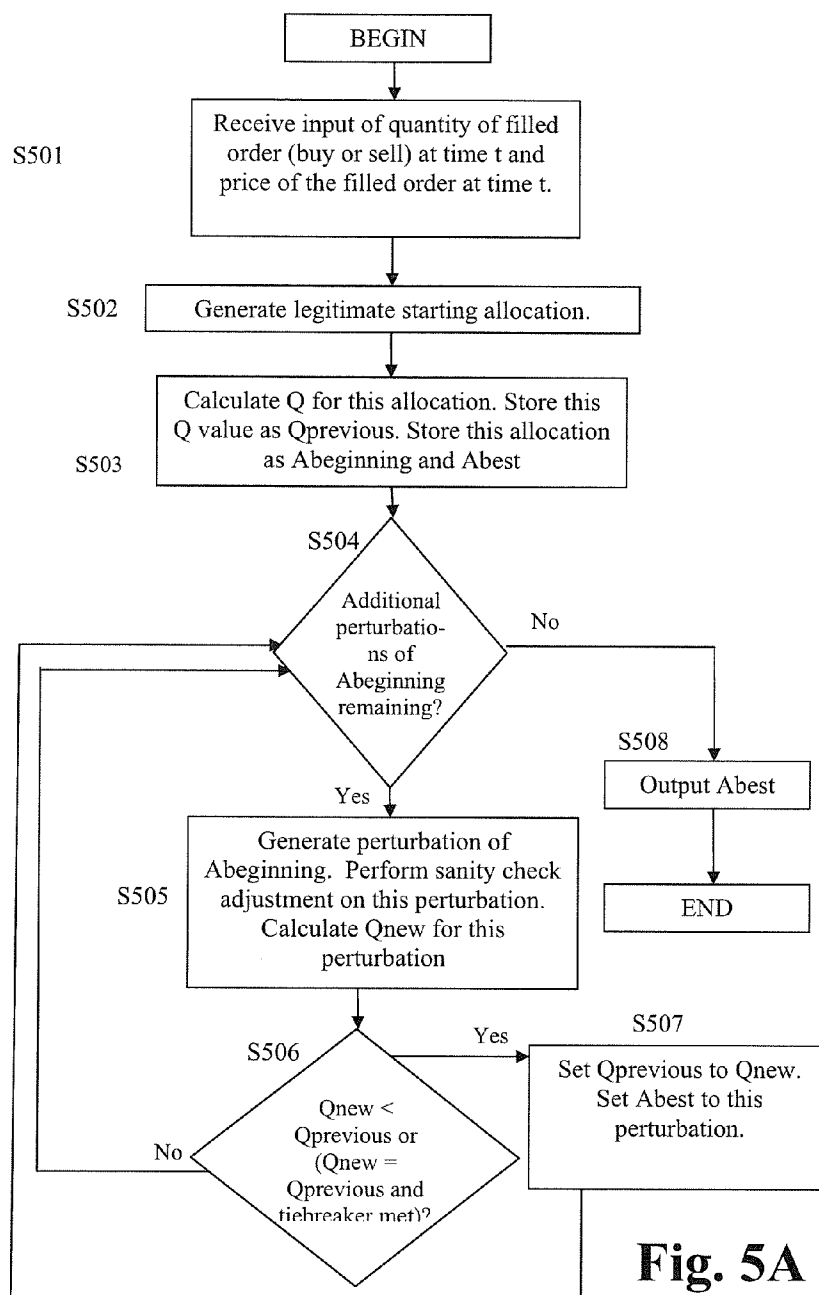 BEGIN
S501
Receive input of quantity of filled
order (buy or sell) at time t and
price of the filled order at time t.
S502
Generate legitimate starting allocation.
S503
Calculate Q for this allocation. Store this
Q value as Qprevious. Store this allocation
as Abeginning and Abest
S504
Additional
perturbatio-
ns of
Abeginning
remaining?
No
S508
Output Abest
END
Yes
S505
Generate perturbation of
Abeginning. Perform sanity check
adjustment on this perturbation.
Calculate Qnew for this
perturbation
S506
Qnew <
Qprevious or
(Qnew =
Qprevious and
tiebreaker met)?
No
Yes
S507
Set Qprevious to Qnew.
Set Abest to this
perturbation.
Fig. 5A